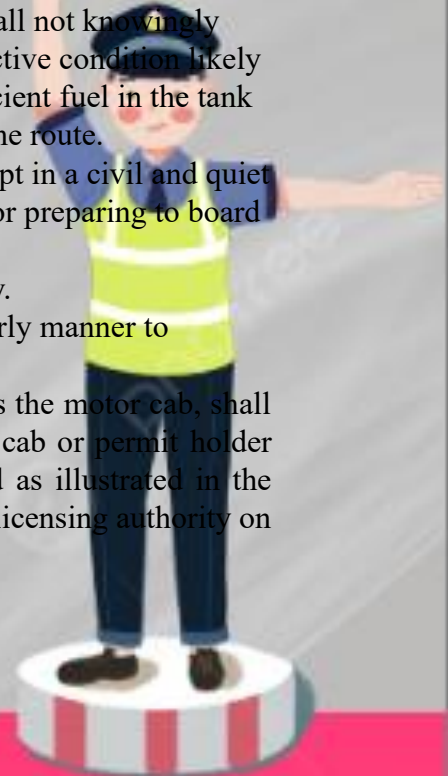 all not knowingly
ctive condition likely
cient fuel in the tank
ne route.
pt in a civil and quiet
or preparing to board
y.
rly manner to
s the motor cab, shall
cab or permit holder
d as illustrated in the
licensing authority on